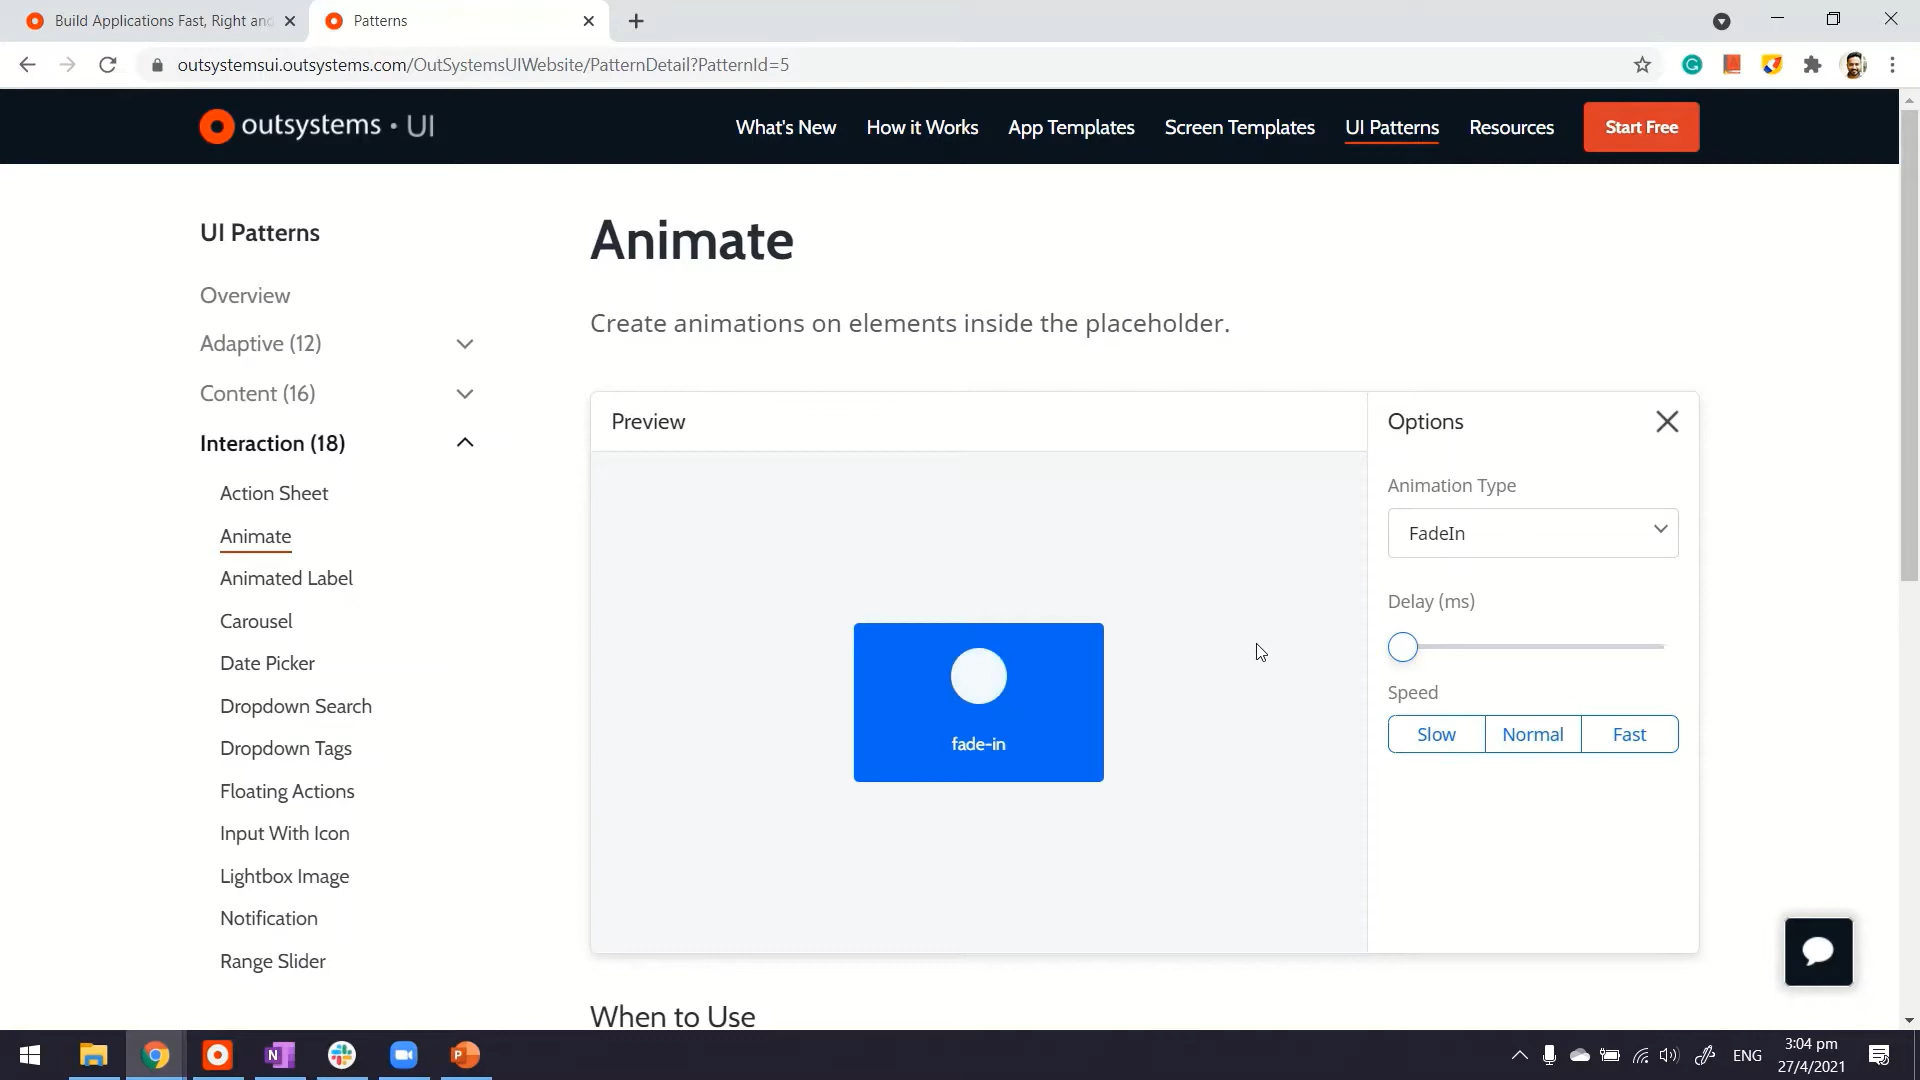 Build Applications Fast, Right and
Patterns
outsystemsui.outsystems.com/OutSystemsUIWebsite/PatternDetail?PatternId=5
outsystems • UI
What's New
How it Works
App Templates
Screen Templates
UI Patterns
Resources
Start Free
UI Patterns
Overview
Adaptive (12)
Content (16)
Interaction (18)
Action Sheet
Animate
Animated Label
Carousel
Date Picker
Dropdown Search
Dropdown Tags
Floating Actions
Input With Icon
Lightbox Image
Notification
Range Slider
Animate
Create animations on elements inside the placeholder.
Preview
fade-in
Options
Animation Type
FadeIn
Delay (ms)
Speed
Slow
Normal
Fast
When to Use
ENG
3:04 pm
27/4/2021